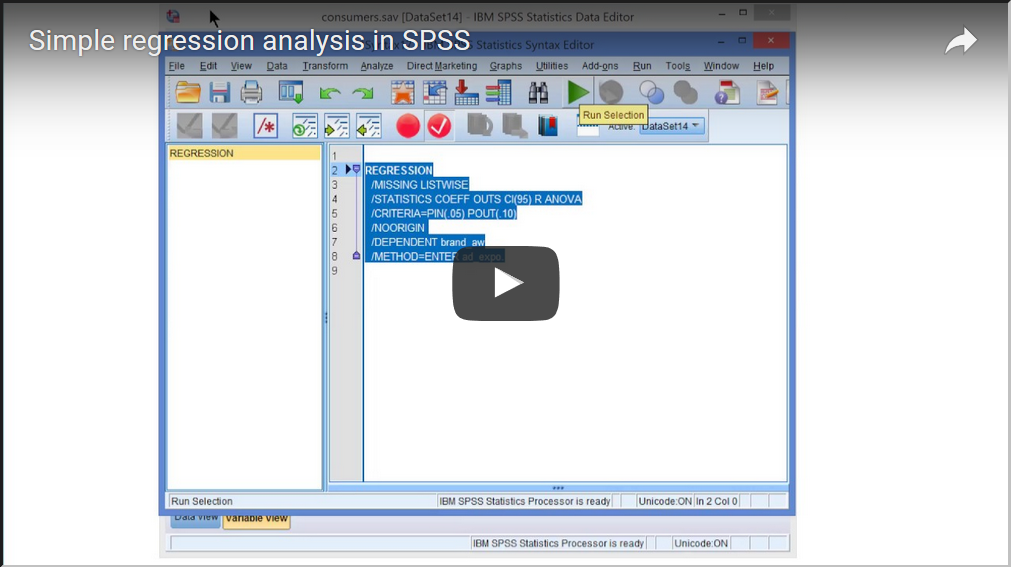 consumers.sav [DataSet14] - IBM SPSS Statistics Data Editor
Simple regression analysis in SPSS
Statistics Syntax Editor
File Edit View Data Transform Analyze Direct Marketing Graphs Utilities Add-ons Run Tools Window Help
Run Selection
Active: DataSet14
REGRESSION
1
2 REGRESSION
3 /MISSING LISTWISE
4 /STATISTICS COEFF OUTS CI(95) R ANOVA
5 /CRITERIA=PIN(.05) POUT(.10)
6 /NOORIGIN
7 /DEPENDENT brand_aw
8 /METHOD=ENTER ad_expo
9
Run Selection IBM SPSS Statistics Processor is ready Unicode:ON In 2 Col 0
Data View Variable View
IBM SPSS Statistics Processor is ready Unicode:ON